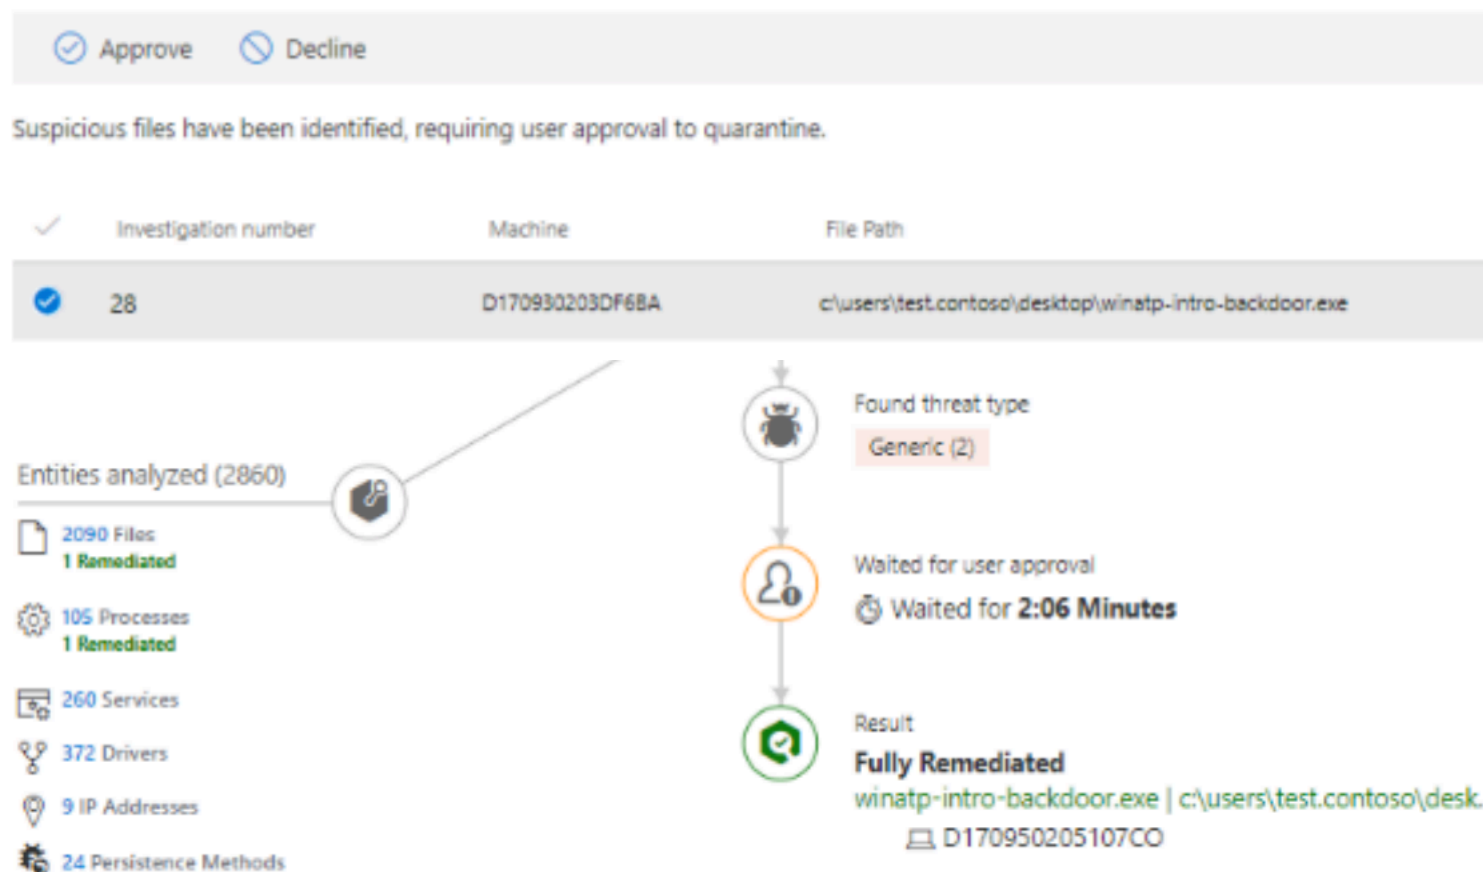 Approve Decline
Suspicious files have been identified, requiring user approval to quarantine.
Investigation number Machine File Path
28 D170930203DF6BA c:\users\test.contoso\desktop\winatp-intro-backdoor.exe
Entities analyzed (2860)
2090 Files
1 Remediated
105 Processes
1 Remediated
260 Services
372 Drivers
9 IP Addresses
24 Persistence Methods
Found threat type
Generic (2)
Waited for user approval
Waited for 2:06 Minutes
Result
Fully Remediated
winatp-intro-backdoor.exe | c:\users\test.contoso\desk.
D170950205107CO